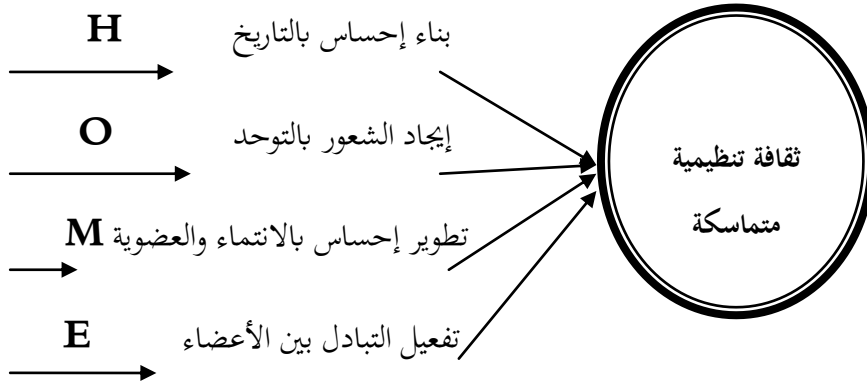 H بناء إحساس بالتاريخ
O إيجاد الشعور بالتوحد
M تطوير إحساس بالانتماء والعضوية
E تفعيل التبادل بين الأعضاء
ثقافة تنظيمية
متماسكة